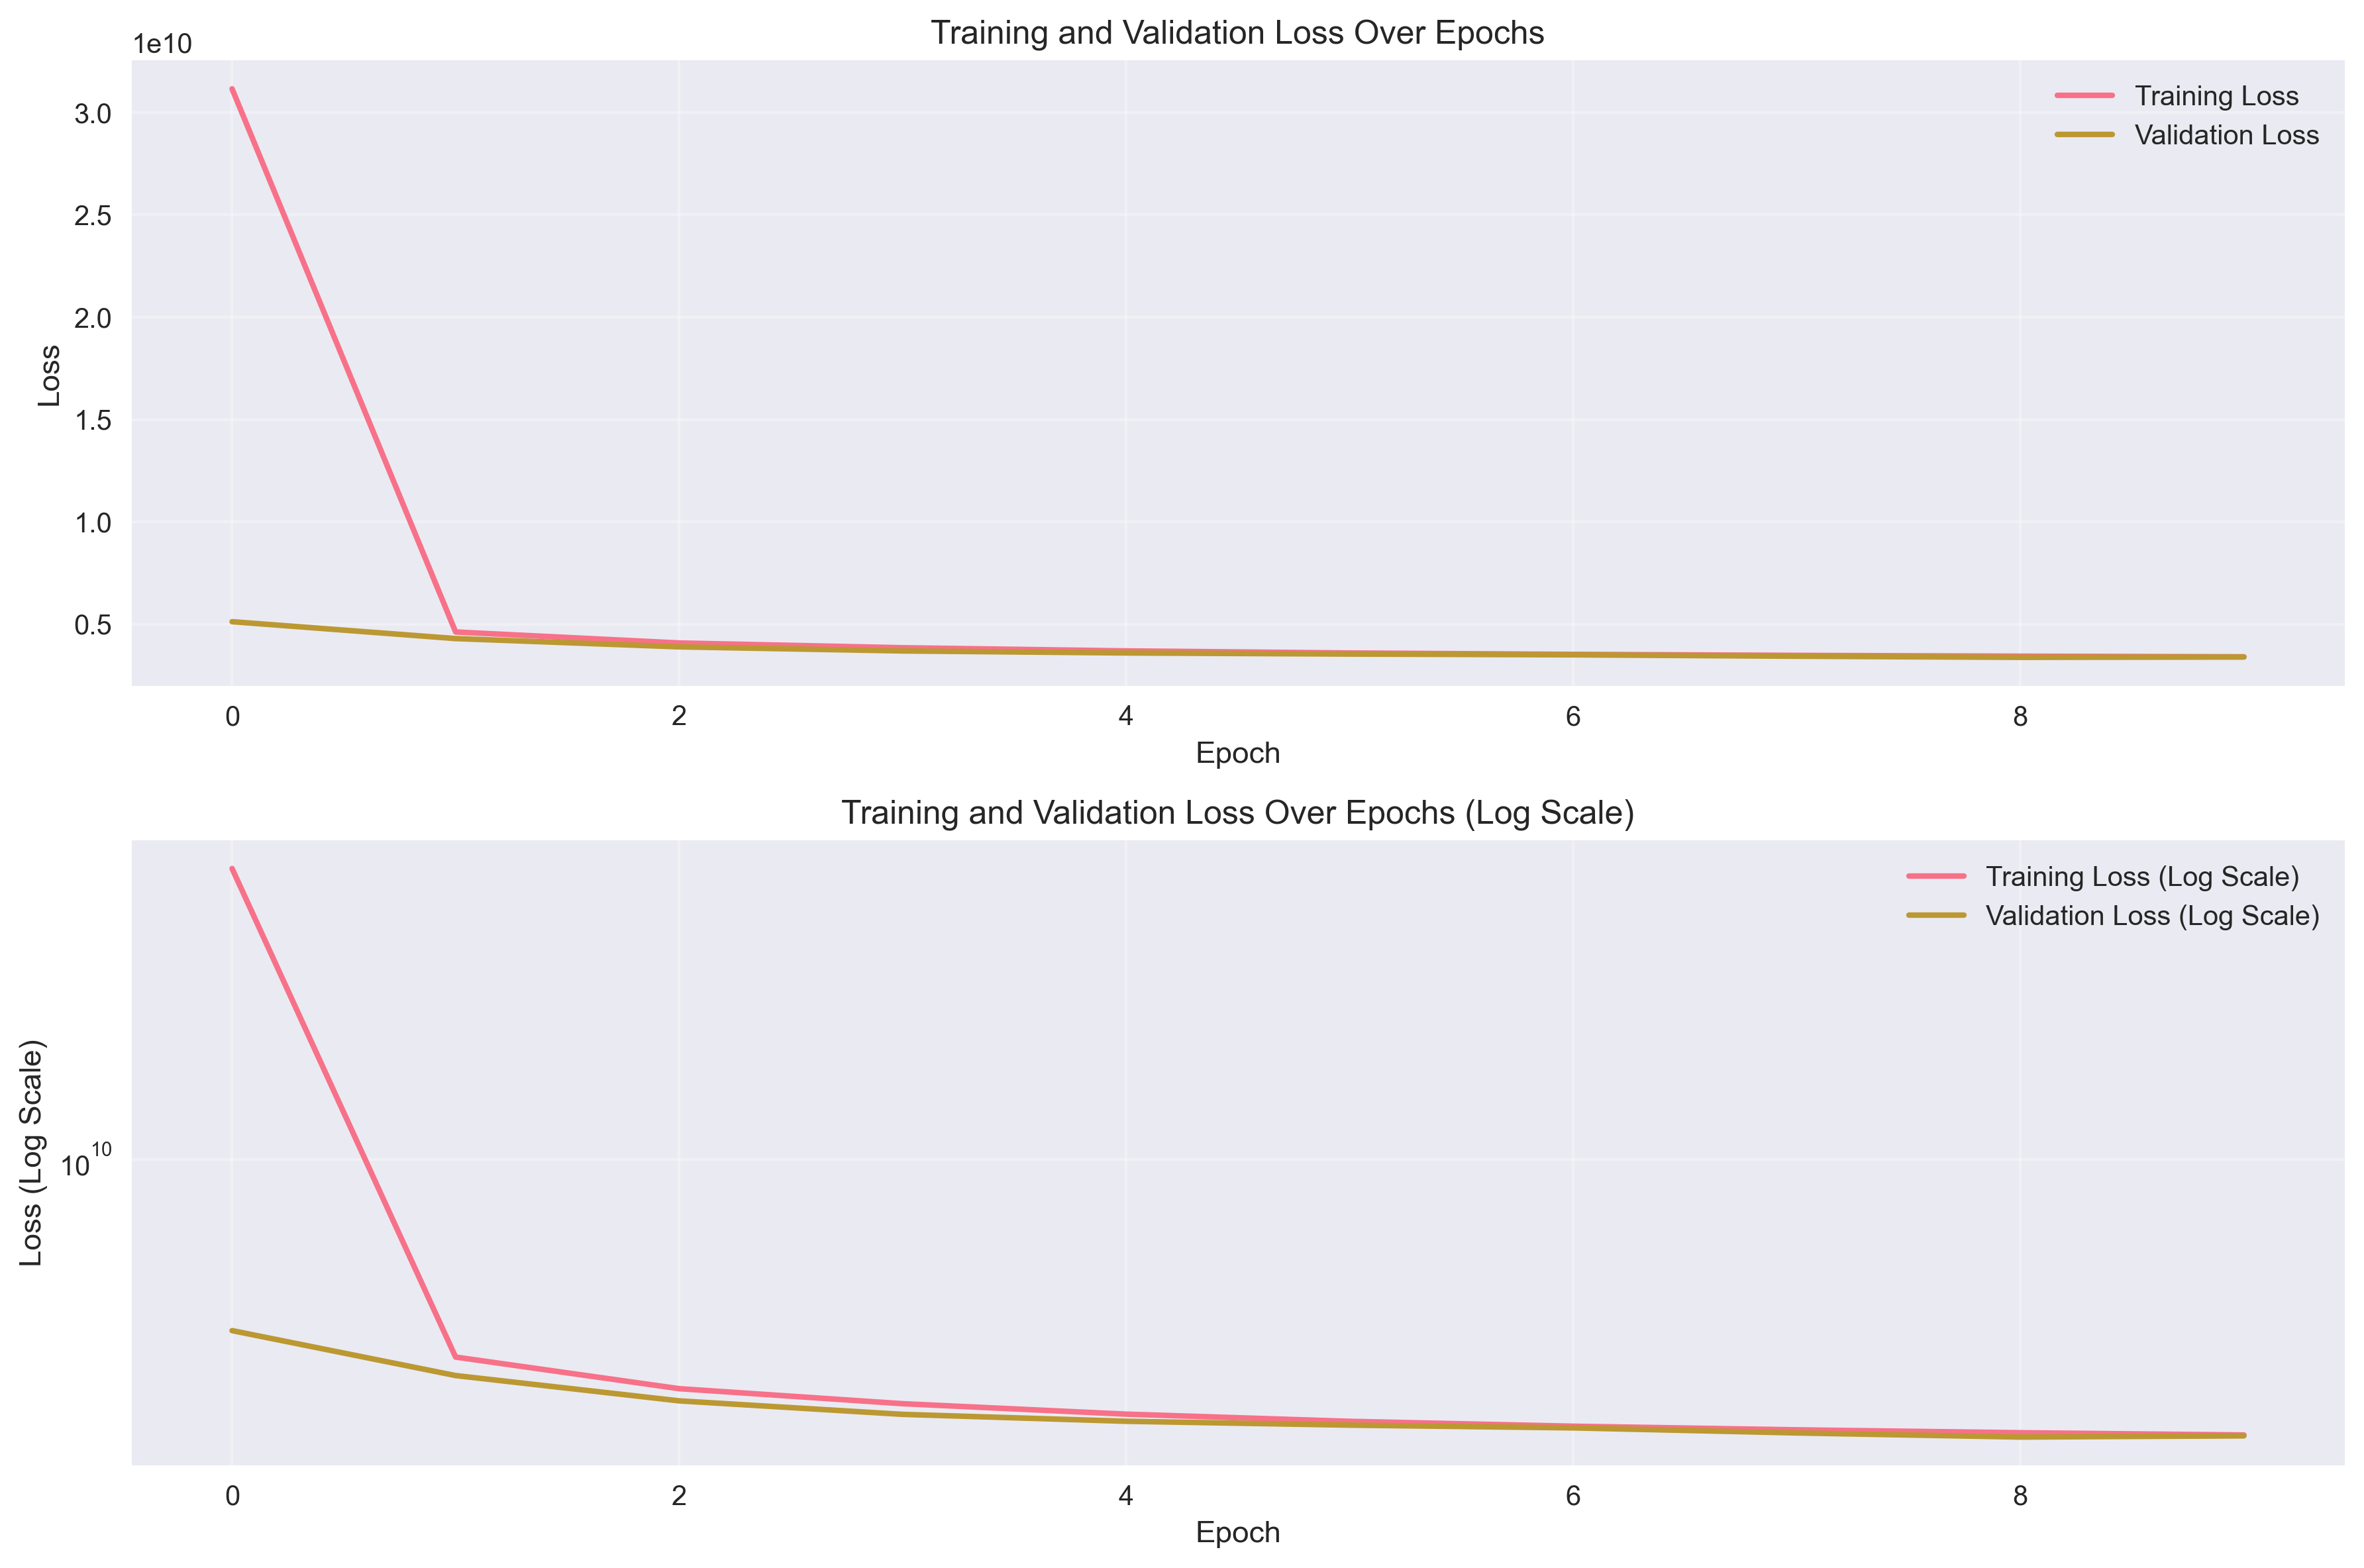 Training and Validation Loss Over Epochs
1e10
Training Loss
Validation Loss
3.0
2.5
2.0
1.5
1.0
0.5
Loss
0 2 4 6 8
Epoch
Training and Validation Loss Over Epochs (Log Scale)
Training Loss (Log Scale)
Validation Loss (Log Scale)
10^10
Loss (Log Scale)
0 2 4 6 8
Epoch